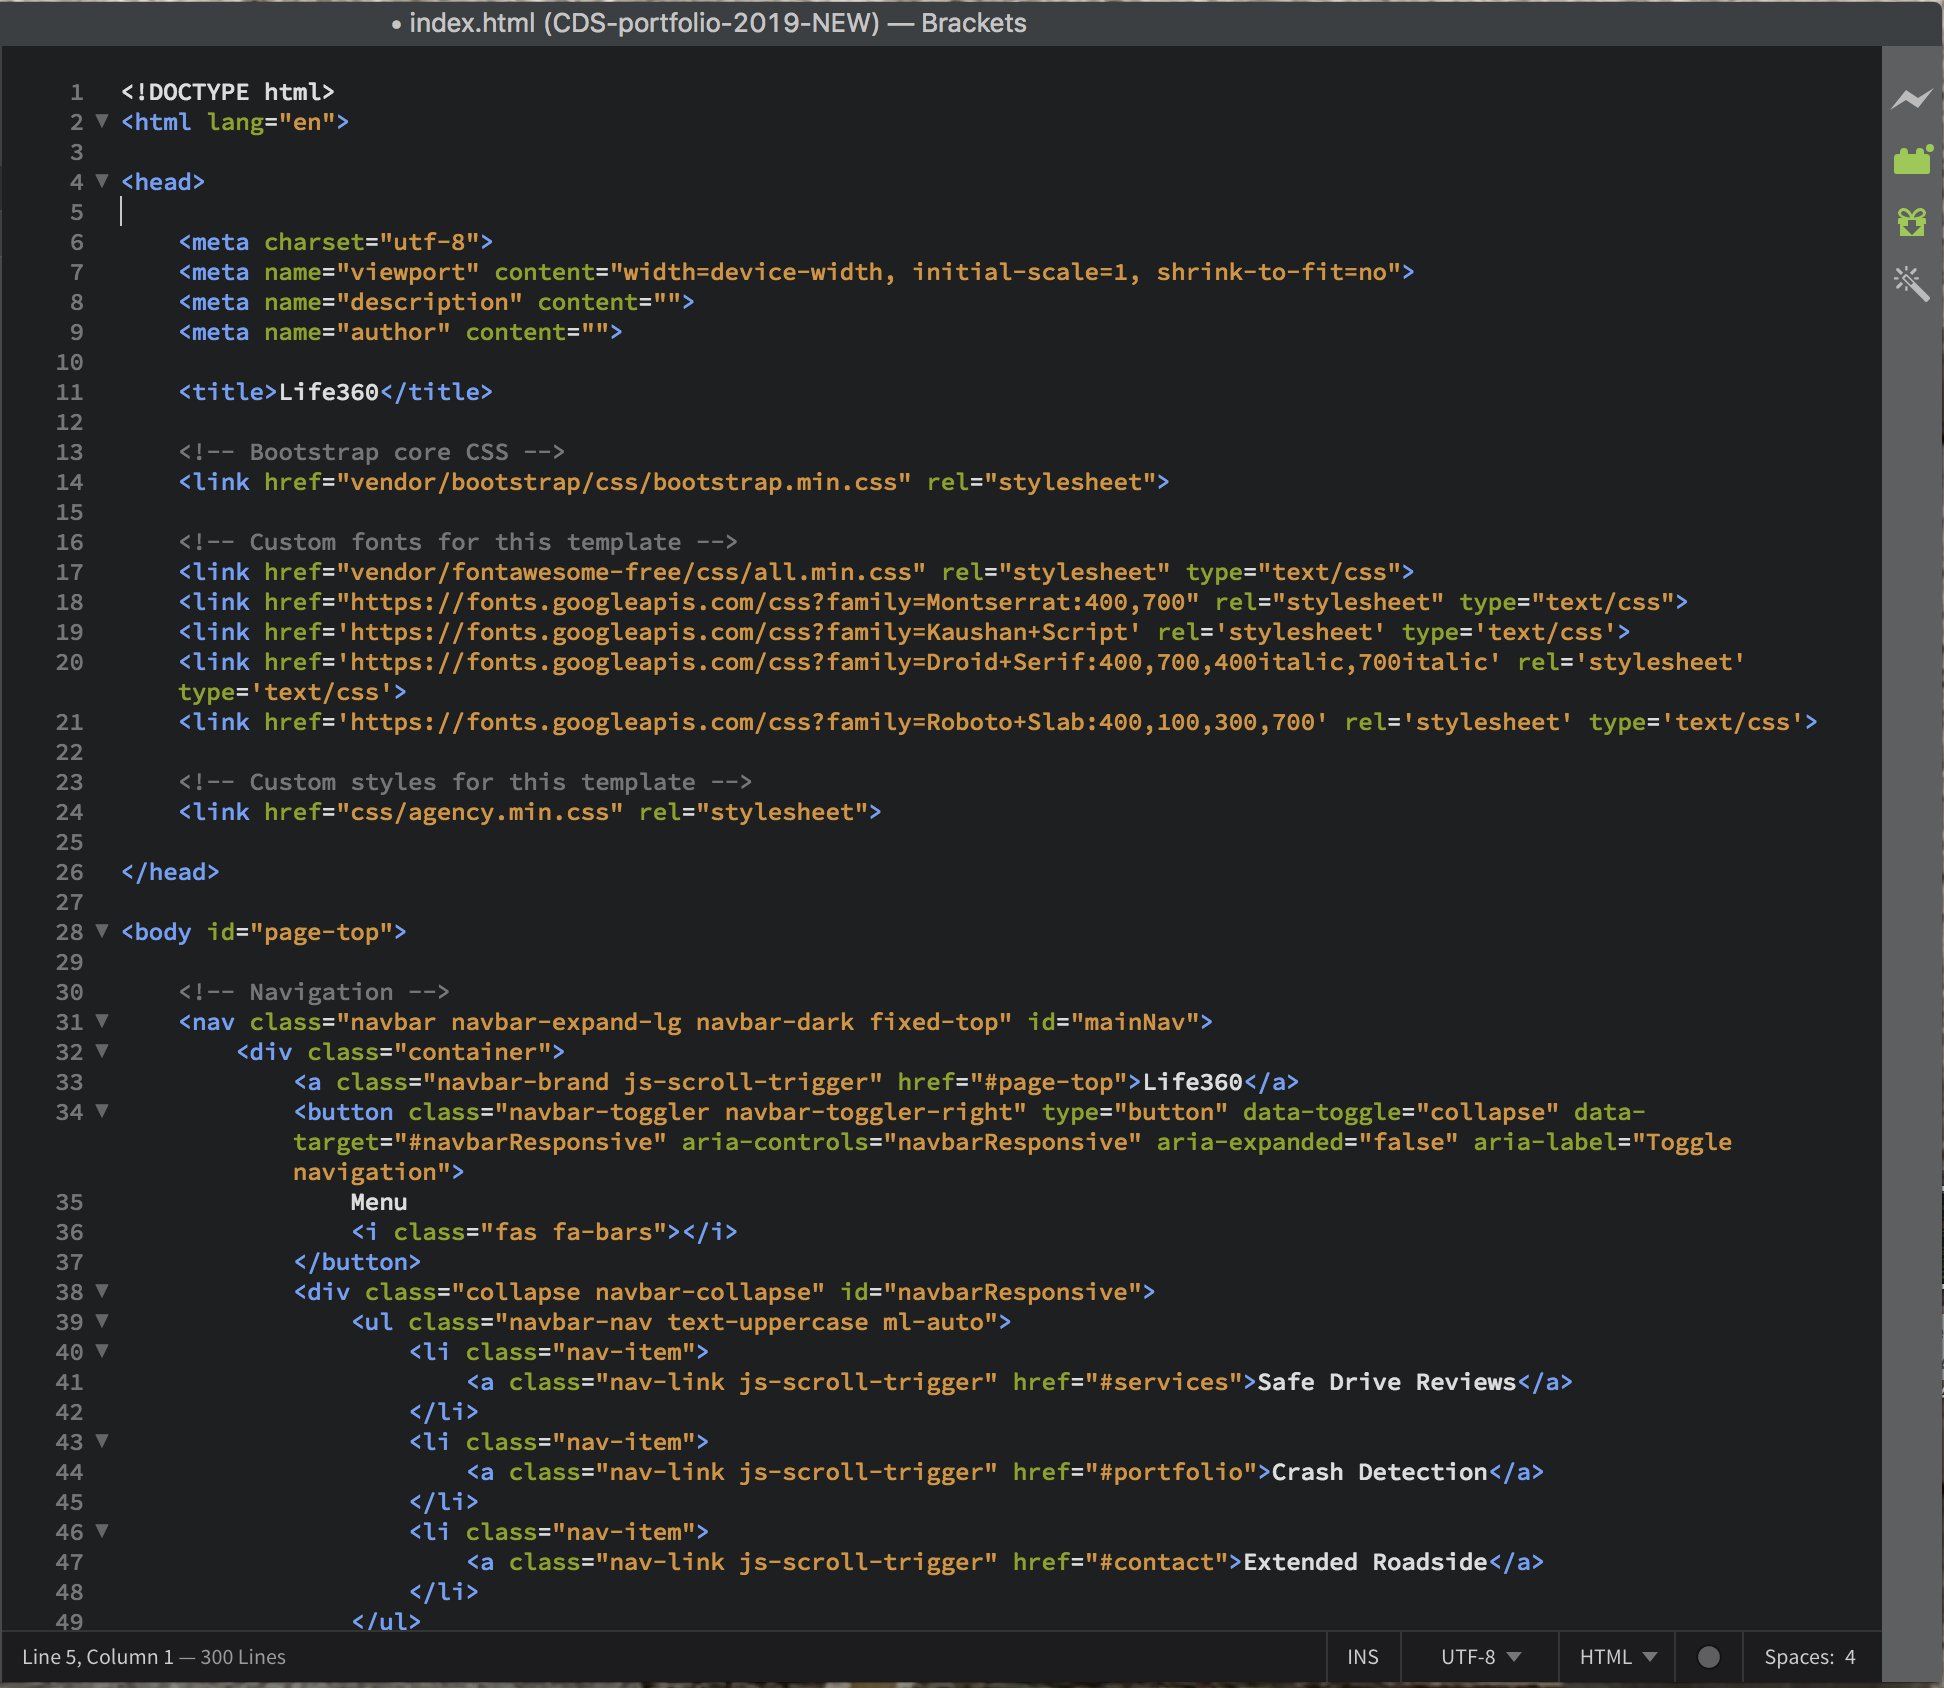 • index.html (CDS-portfolio-2019-NEW) — Brackets
1 <!DOCTYPE html>
2 <html lang="en">
3
4 <head>
5
6 <meta charset="utf-8">
7 <meta name="viewport" content="width=device-width, initial-scale=1, shrink-to-fit=no">
8 <meta name="description" content="">
9 <meta name="author" content="">
10
11 <title>Life360</title>
12
13 <!-- Bootstrap core CSS -->
14 <link href="vendor/bootstrap/css/bootstrap.min.css" rel="stylesheet">
15
16 <!-- Custom fonts for this template -->
17 <link href="vendor/fontawesome-free/css/all.min.css" rel="stylesheet" type="text/css">
18 <link href="https://fonts.googleapis.com/css?family=Montserrat:400,700" rel="stylesheet" type="text/css">
19 <link href='https://fonts.googleapis.com/css?family=Kaushan+Script' rel='stylesheet' type='text/css'>
20 <link href='https://fonts.googleapis.com/css?family=Droid+Serif:400,700,400italic,700italic' rel='stylesheet'
type='text/css'>
21 <link href='https://fonts.googleapis.com/css?family=Roboto+Slab:400,100,300,700' rel='stylesheet' type='text/css'>
22
23 <!-- Custom styles for this template -->
24 <link href="css/agency.min.css" rel="stylesheet">
25
26 </head>
27
28 <body id="page-top">
29
30 <!-- Navigation -->
31 <nav class="navbar navbar-expand-lg navbar-dark fixed-top" id="mainNav">
32 <div class="container">
33 <a class="navbar-brand js-scroll-trigger" href="#page-top">Life360</a>
34 <button class="navbar-toggler navbar-toggler-right" type="button" data-toggle="collapse" data-
target="#navbarResponsive" aria-controls="navbarResponsive" aria-expanded="false" aria-label="Toggle
navigation">
35 Menu
36 <i class="fas fa-bars"></i>
37 </button>
38 <div class="collapse navbar-collapse" id="navbarResponsive">
39 <ul class="navbar-nav text-uppercase ml-auto">
40 <li class="nav-item">
41 <a class="nav-link js-scroll-trigger" href="#services">Safe Drive Reviews</a>
42 </li>
43 <li class="nav-item">
44 <a class="nav-link js-scroll-trigger" href="#portfolio">Crash Detection</a>
45 </li>
46 <li class="nav-item">
47 <a class="nav-link js-scroll-trigger" href="#contact">Extended Roadside</a>
48 </li>
49 </ul>
Line 5, Column 1 — 300 Lines INS UTF-8 HTML Spaces: 4